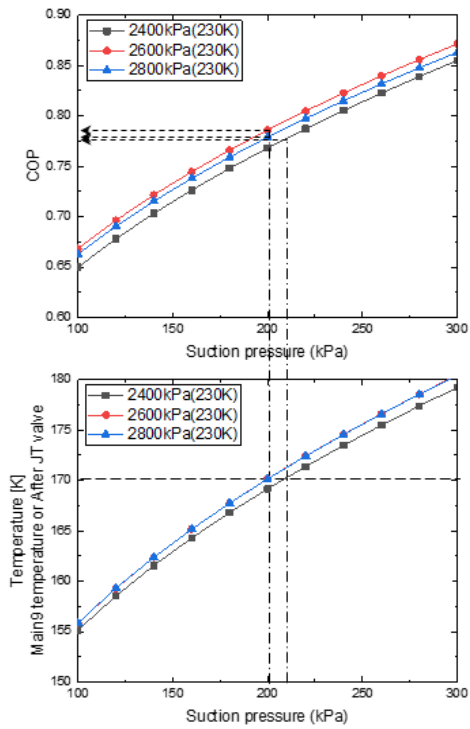 0.90
0.85
0.80
0.75
0.70
0.65
0.60
COP
2400kPa(230K)
2600kPa(230K)
2800kPa(230K)
100 150 200 250 300
Suction pressure (kPa)
180
175
170
165
160
155
150
Temperature [K]
Main9 temperature or After JT valve
2400kPa(230K)
2600kPa(230K)
2800kPa(230K)
100 150 200 250 300
Suction pressure (kPa)